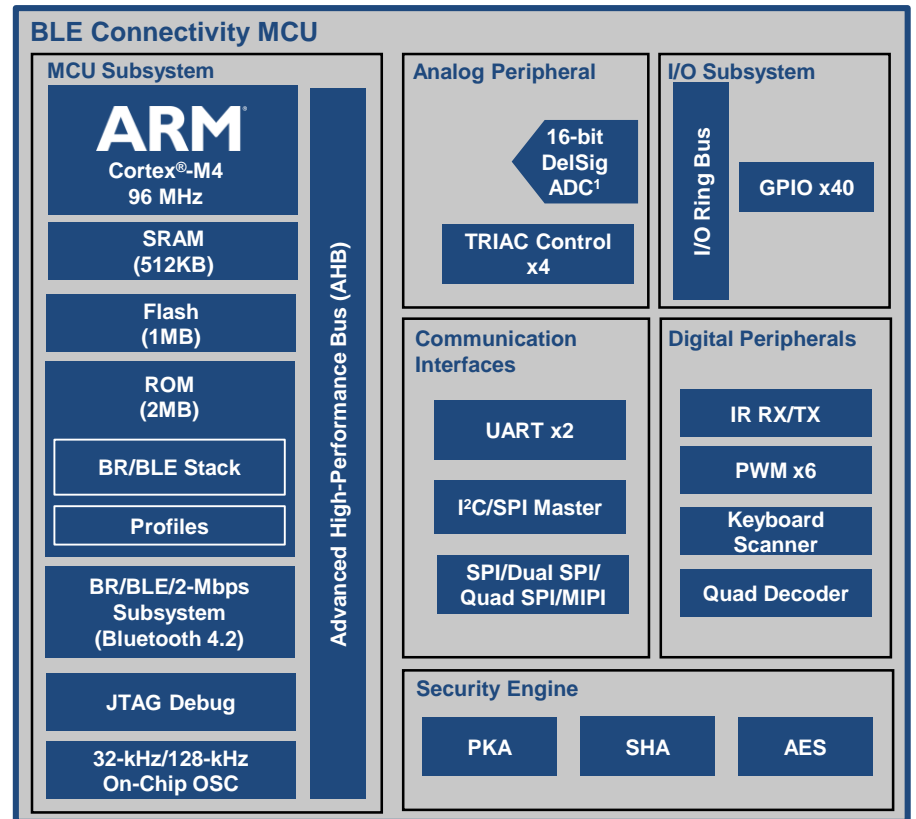 BLE Connectivity MCU
MCU Subsystem
ARM®
Cortex®-M4
96 MHz
SRAM
(512KB)
Flash
(1MB)
ROM
(2MB)
BR/BLE Stack
Profiles
BR/BLE/2-Mbps
Subsystem
(Bluetooth 4.2)
JTAG Debug
32-kHz/128-kHz
On-Chip OSC
Advanced High-Performance Bus (AHB)
Analog Peripheral
16-bit
DelSig
ADC¹
TRIAC Control
x4
I/O Subsystem
I/O Ring Bus
GPIO x40
Communication
Interfaces
UART x2
I²C/SPI Master
SPI/Dual SPI/
Quad SPI/MIPI
Digital Peripherals
IR RX/TX
PWM x6
Keyboard
Scanner
Quad Decoder
Security Engine
PKA
SHA
AES